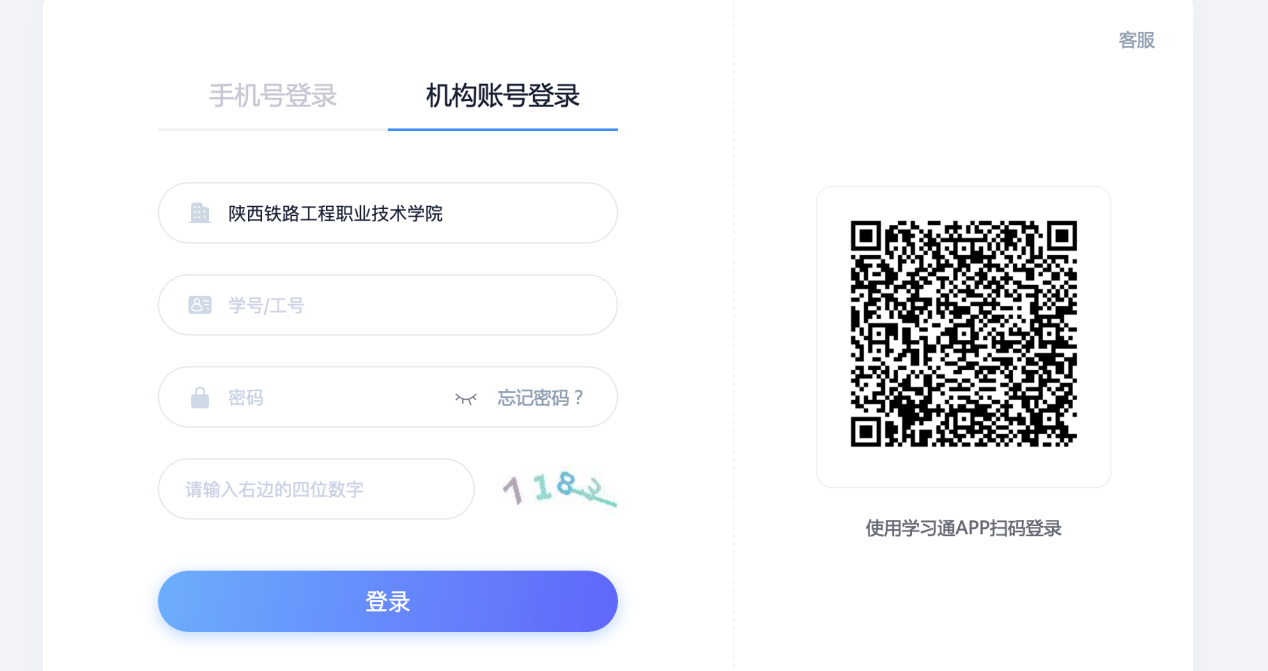 客服
手机号登录 机构账号登录
陕西铁路工程职业技术学院
学号/工号
密码 忘记密码？
请输入右边的四位数字
登录
使用学习通APP扫码登录